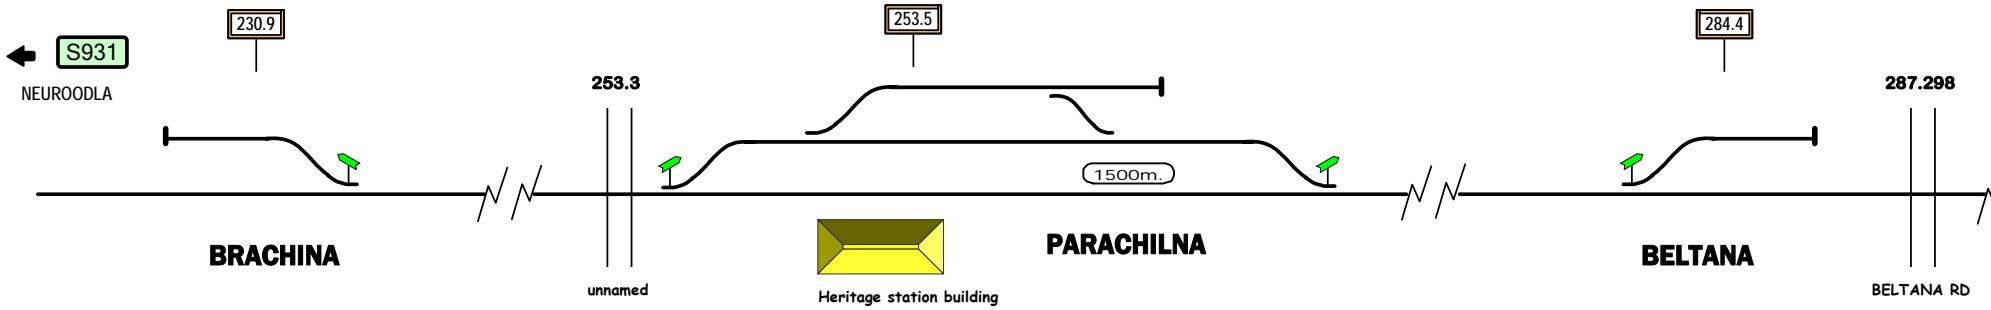 230.9
253.5
284.4
S931
NEUROODLA
253.3
287.298
1500m.
BRACHINA
PARACHILNA
BELTANA
unnamed
Heritage station building
BELTANA RD